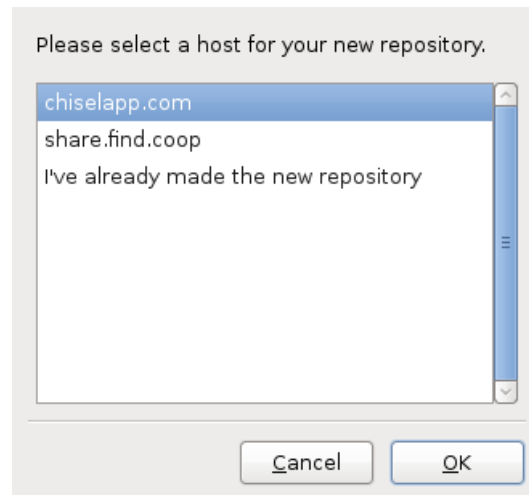 Please select a host for your new repository.
chiselapp.com
share.find.coop
I've already made the new repository
Cancel
OK